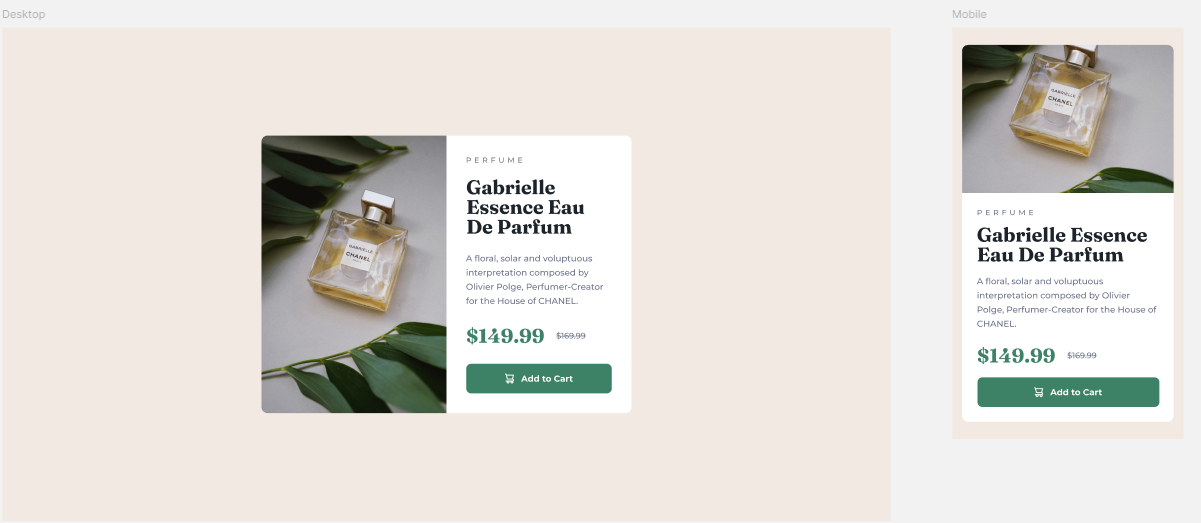 Desktop
GABRIELLE
CHANEL
PERFUME
Gabrielle
Essence Eau
De Parfum
A floral, solar and voluptuous
interpretation composed by
Olivier Polge, Perfumer-Creator
for the House of CHANEL.
$149.99 $169.99
Add to Cart
Mobile
GABRIELLE
CHANEL
PERFUME
Gabrielle Essence
Eau De Parfum
A floral, solar and voluptuous
interpretation composed by Olivier
Polge, Perfumer-Creator for the House of
CHANEL.
$149.99 $169.99
Add to Cart